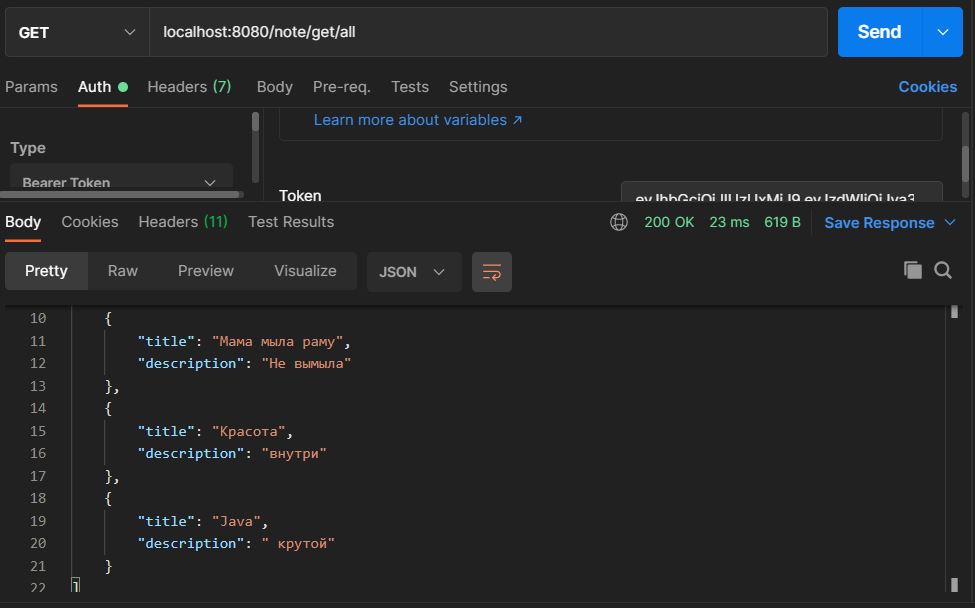 GET localhost:8080/note/get/all Send
Params Auth Headers (7) Body Pre-req. Tests Settings Cookies
Learn more about variables ↗
Type
Bearer Token
Token
Body Cookies Headers (11) Test Results 200 OK 23 ms 619 B Save Response
Pretty Raw Preview Visualize JSON
10 {
11 "title": "Мама мыла раму",
12 "description": "Не вымыла"
13 },
14 {
15 "title": "Красота",
16 "description": "внутри"
17 },
18 {
19 "title": "Java",
20 "description": " крутой"
21 }
22 ]